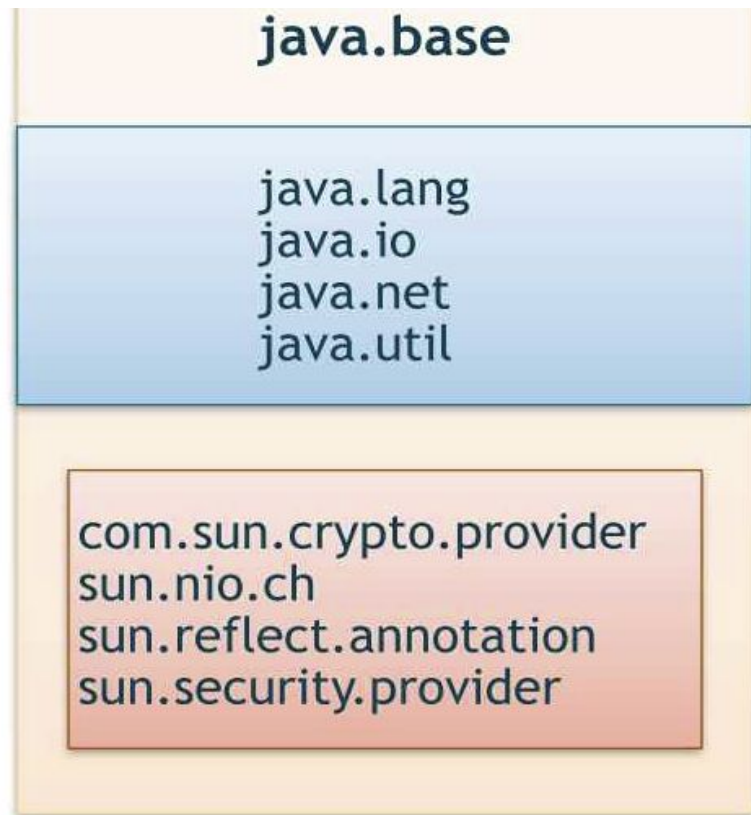 java.base
java.lang
java.io
java.net
java.util
com.sun.crypto.provider
sun.nio.ch
sun.reflect.annotation
sun.security.provider